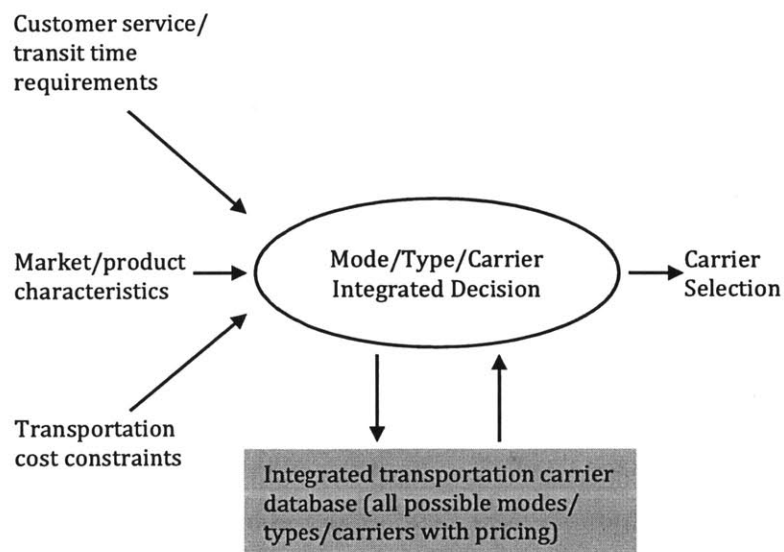 Customer service/
transit time
requirements
Market/product
characteristics
Mode/Type/Carrier
Integrated Decision
Carrier
Selection
Transportation
cost constraints
Integrated transportation carrier
database (all possible modes/
types/carriers with pricing)